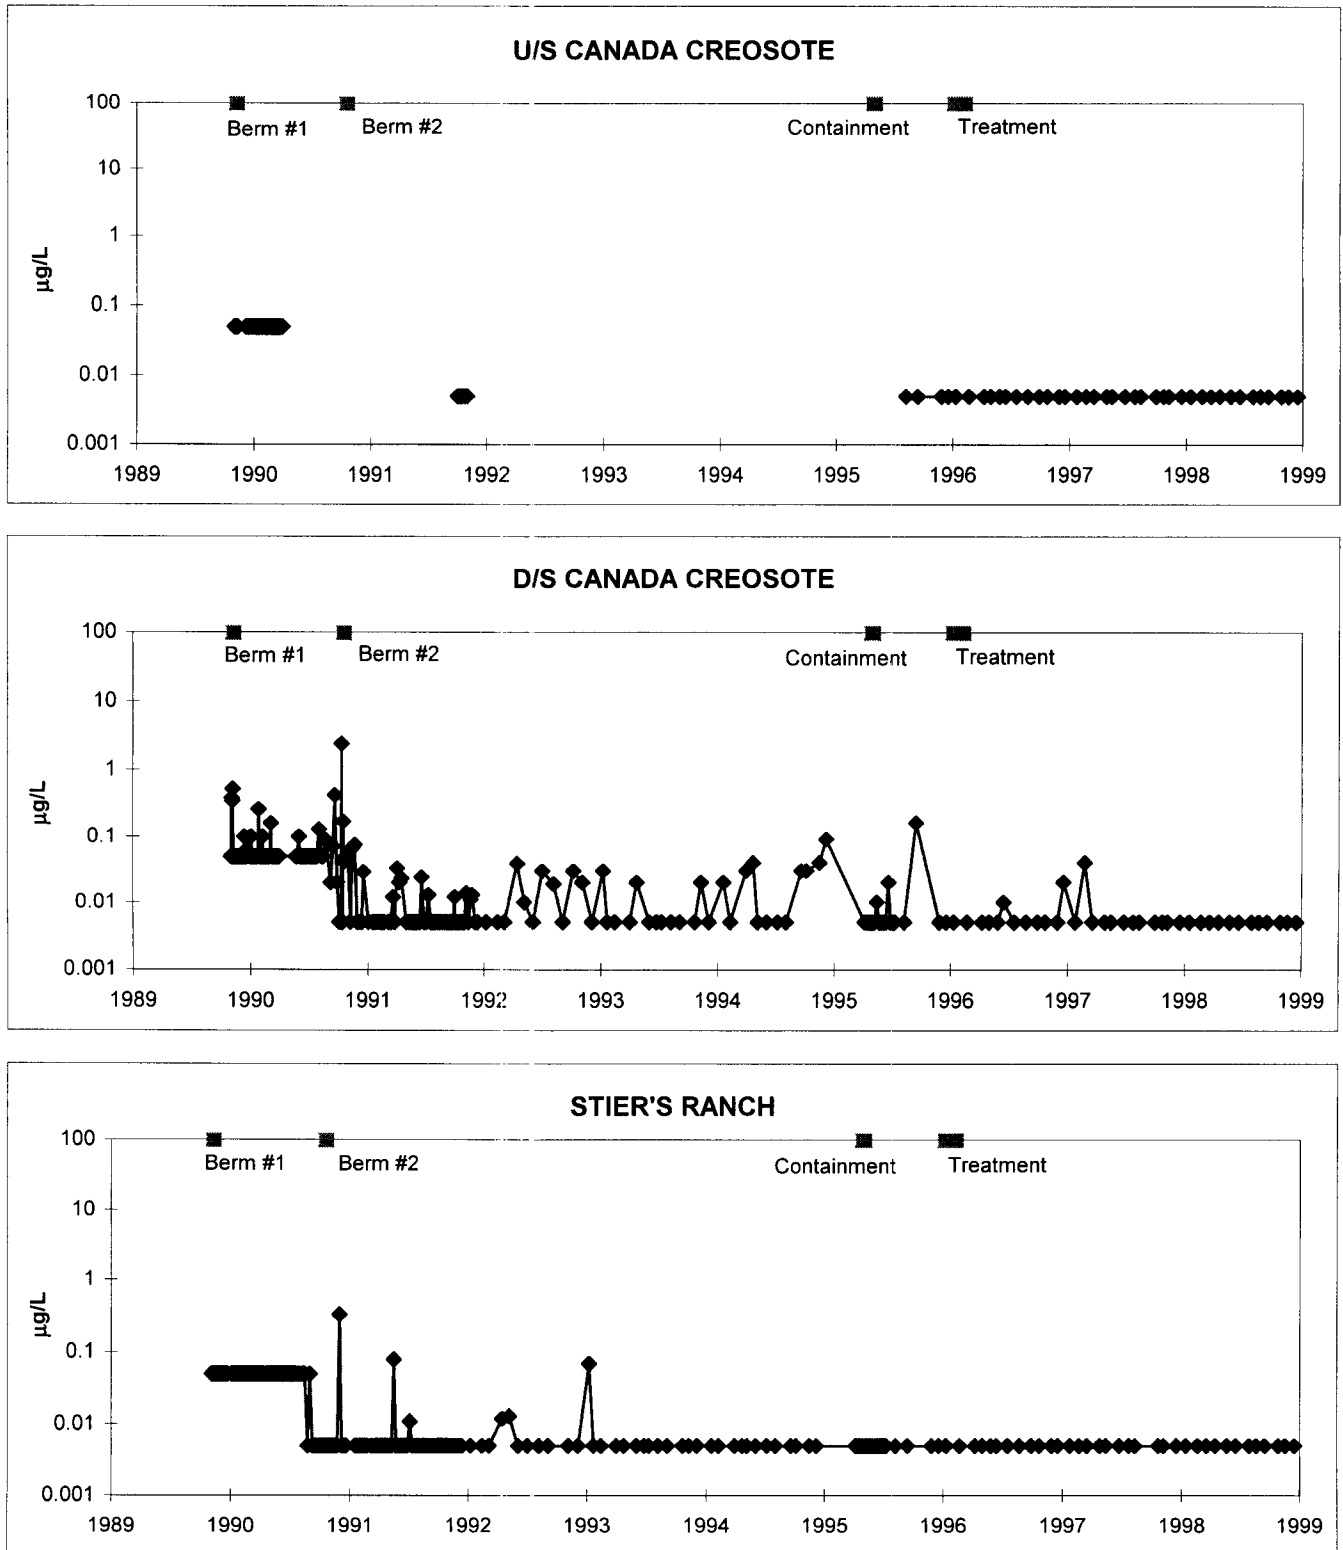 U/S CANADA CREOSOTE
100
Berm #1 Berm #2 Containment Treatment
10
1
µg/L
0.1
0.01
0.001
1989 1990 1991 1992 1993 1994 1995 1996 1997 1998 1999
D/S CANADA CREOSOTE
100
Berm #1 Berm #2 Containment Treatment
10
1
µg/L
0.1
0.01
0.001
1989 1990 1991 1992 1993 1994 1995 1996 1997 1998 1999
STIER'S RANCH
100
Berm #1 Berm #2 Containment Treatment
10
1
µg/L
0.1
0.01
0.001
1989 1990 1991 1992 1993 1994 1995 1996 1997 1998 1999